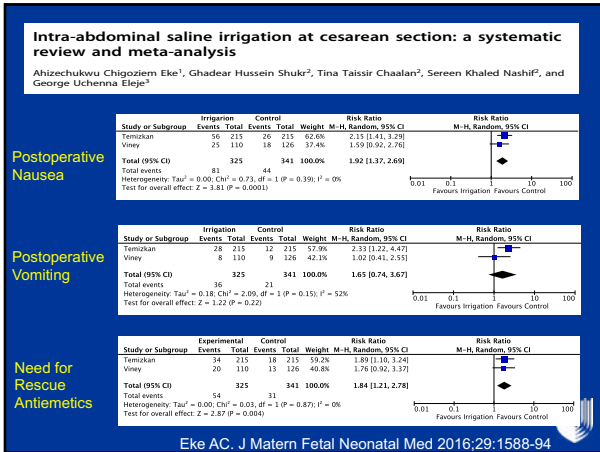 Intra-abdominal saline irrigation at cesarean section: a systematic
review and meta-analysis
Ahizechukwu Chigoziem Eke¹, Ghadear Hussein Shukr², Tina Taissir Chaalan², Sereen Khaled Nashif², and
George Uchenna Eleje³
Postoperative
Nausea
Irrigation Control Risk Ratio Risk Ratio
Study or Subgroup Events Total Events Total Weight M-H, Random, 95% CI M-H, Random, 95% CI
Temizkan 56 215 26 215 62.6% 2.15 [1.41, 3.29]
Viney 25 110 18 126 37.4% 1.59 [0.92, 2.76]
Total (95% CI) 325 341 100.0% 1.92 [1.37, 2.69]
Total events 81 44
Heterogeneity: Tau² = 0.00; Chi² = 0.73, df = 1 (P = 0.39); I² = 0%
Test for overall effect: Z = 3.81 (P = 0.0001)
0.01 0.1 1 10 100
Favours Irrigation Favours Control
Postoperative
Vomiting
Irrigation Control Risk Ratio Risk Ratio
Study or Subgroup Events Total Events Total Weight M-H, Random, 95% CI M-H, Random, 95% CI
Temizkan 28 215 12 215 57.9% 2.33 [1.22, 4.47]
Viney 8 110 9 126 42.1% 1.02 [0.41, 2.55]
Total (95% CI) 325 341 100.0% 1.65 [0.74, 3.67]
Total events 36 21
Heterogeneity: Tau² = 0.18; Chi² = 2.09, df = 1 (P = 0.15); I² = 52%
Test for overall effect: Z = 1.22 (P = 0.22)
0.01 0.1 1 10 100
Favours Irrigation Favours Control
Need for
Rescue
Antiemetics
Experimental Control Risk Ratio Risk Ratio
Study or Subgroup Events Total Events Total Weight M-H, Random, 95% CI M-H, Random, 95% CI
Temizkan 34 215 18 215 59.2% 1.89 [1.10, 3.24]
Viney 20 110 13 126 40.8% 1.76 [0.92, 3.37]
Total (95% CI) 325 341 100.0% 1.84 [1.21, 2.78]
Total events 54 31
Heterogeneity: Tau² = 0.00; Chi² = 0.03, df = 1 (P = 0.87); I² = 0%
Test for overall effect: Z = 2.87 (P = 0.004)
0.01 0.1 1 10 100
Favours Irrigation Favours Control
Eke AC. J Matern Fetal Neonatal Med 2016;29:1588-94